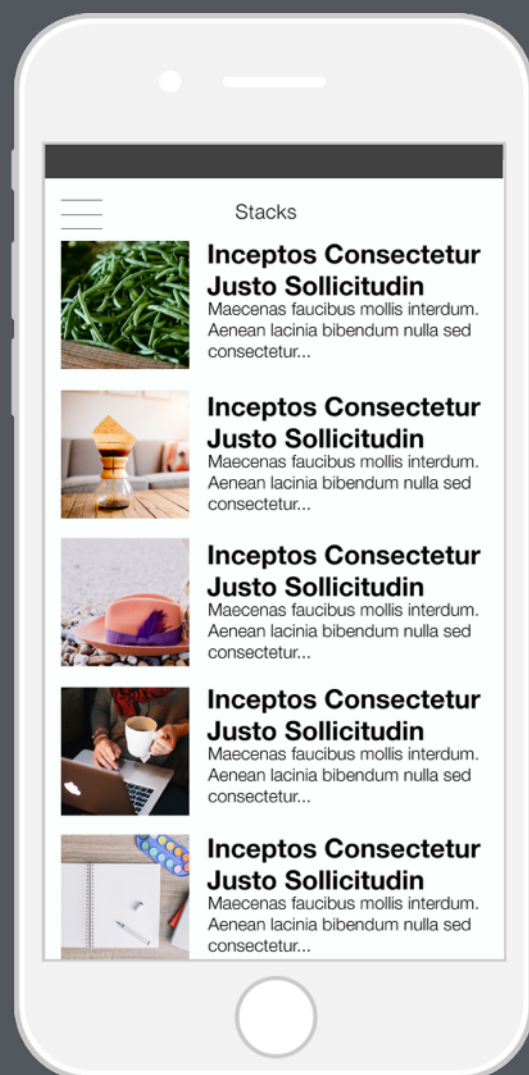 Stacks
Inceptos Consectetur
Justo Sollicitudin
Maecenas faucibus mollis interdum.
Aenean lacinia bibendum nulla sed
consectetur...
Inceptos Consectetur
Justo Sollicitudin
Maecenas faucibus mollis interdum.
Aenean lacinia bibendum nulla sed
consectetur...
Inceptos Consectetur
Justo Sollicitudin
Maecenas faucibus mollis interdum.
Aenean lacinia bibendum nulla sed
consectetur...
Inceptos Consectetur
Justo Sollicitudin
Maecenas faucibus mollis interdum.
Aenean lacinia bibendum nulla sed
consectetur...
Inceptos Consectetur
Justo Sollicitudin
Maecenas faucibus mollis interdum.
Aenean lacinia bibendum nulla sed
consectetur...